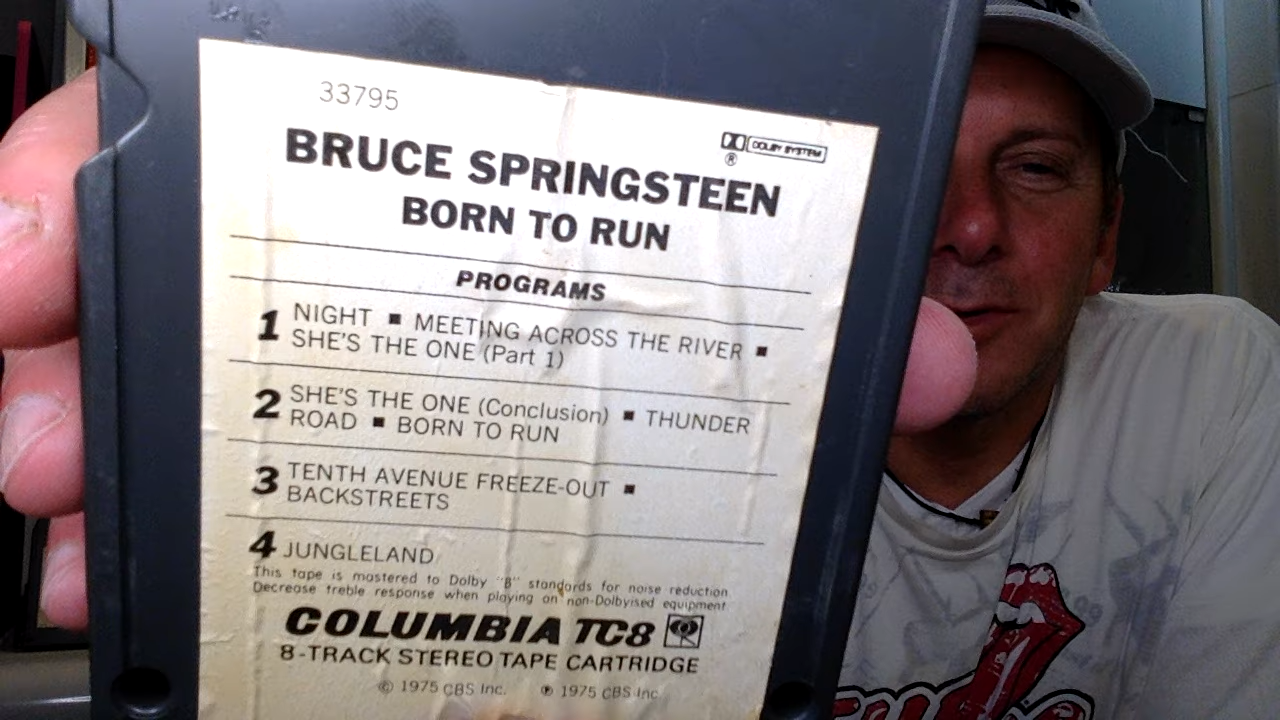 33795
DOLBY SYSTEM
®
BRUCE SPRINGSTEEN
BORN TO RUN
PROGRAMS
1 NIGHT ■ MEETING ACROSS THE RIVER ■
SHE'S THE ONE (Part 1)
2 SHE'S THE ONE (Conclusion) ■ THUNDER
ROAD ■ BORN TO RUN
3 TENTH AVENUE FREEZE-OUT ■
BACKSTREETS
4 JUNGLELAND
This tape is mastered to Dolby "B" standards for noise reduction.
Decrease treble response when playing on non-Dolbyised equipment.
COLUMBIA TC8
8-TRACK STEREO TAPE CARTRIDGE
© 1975 CBS Inc. ℗ 1975 CBS Inc.